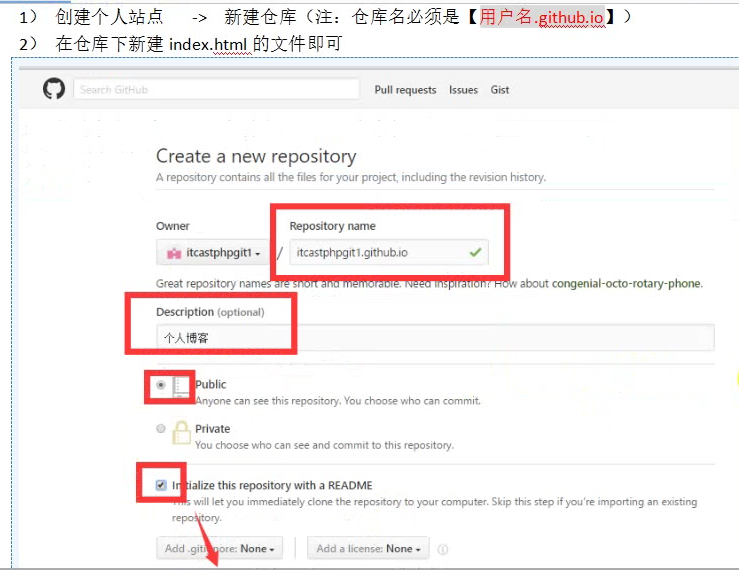 1） 创建个人站点 -> 新建仓库（注：仓库名必须是【用户名.github.io】）
2） 在仓库下新建 index.html 的文件即可
Search GitHub
Pull requests Issues Gist
Create a new repository
A repository contains all the files for your project, including the revision history.
Owner Repository name
itcastphpgit1 / itcastphpgit1.github.io
Great repository names are short and memorable. Need inspiration? How about congenial-octo-rotary-phone.
Description (optional)
个人博客
Public
Anyone can see this repository. You choose who can commit.
Private
You choose who can see and commit to this repository.
Initialize this repository with a README
This will let you immediately clone the repository to your computer. Skip this step if you're importing an existing
repository.
Add .gitignore: None Add a license: None